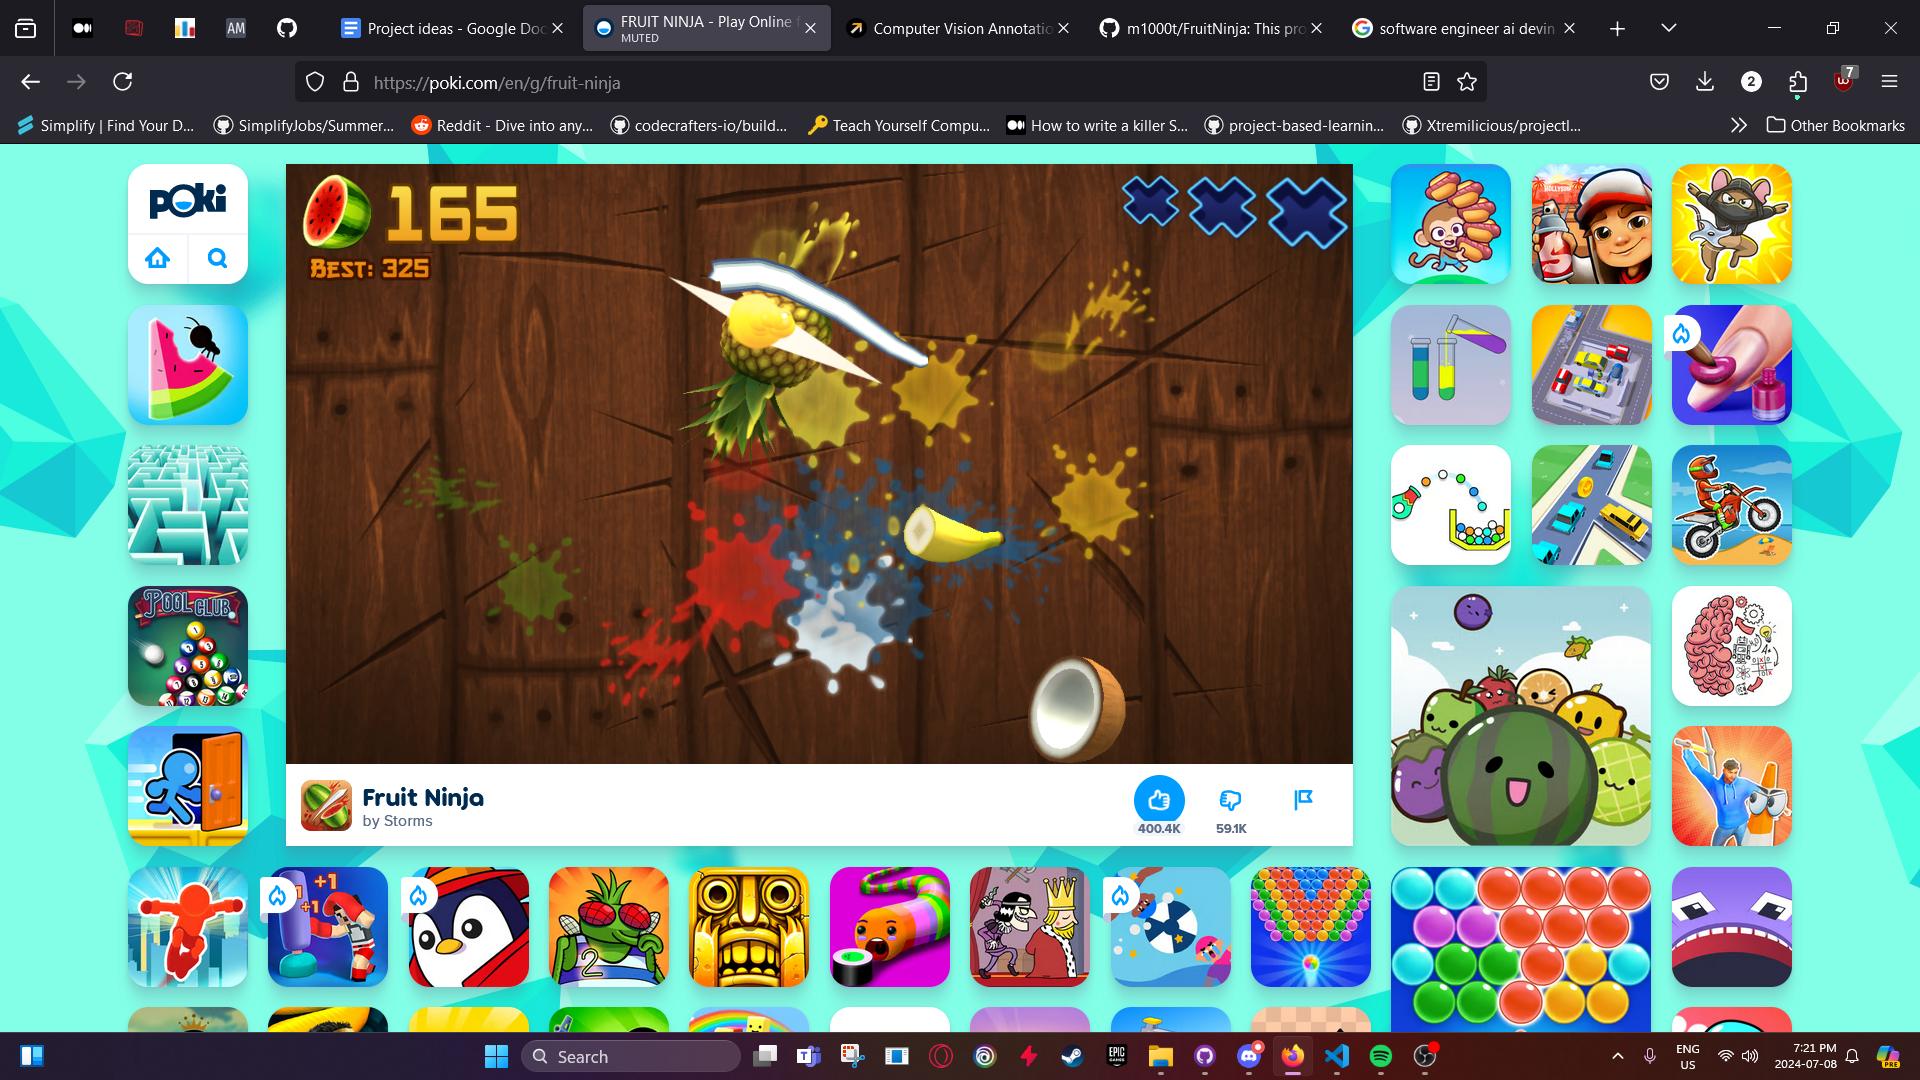 AM
Project ideas - Google Doc
FRUIT NINJA - Play Online f
MUTED
Computer Vision Annotatio
m1000t/FruitNinja: This pro
software engineer ai devin
https://poki.com/en/g/fruit-ninja
2
7
Simplify | Find Your D...
SimplifyJobs/Summer...
Reddit - Dive into any...
codecrafters-io/build...
Teach Yourself Compu...
How to write a killer S...
project-based-learnin...
Xtremilicious/projectl...
Other Bookmarks
poki
165
BEST: 325
HOLLYWOOD
POOL CLUB
Fruit Ninja
by Storms
400.4K
59.1K
+1
+1
2
Search
EPIC GAMES
ENG
US
7:21 PM
2024-07-08
PRE